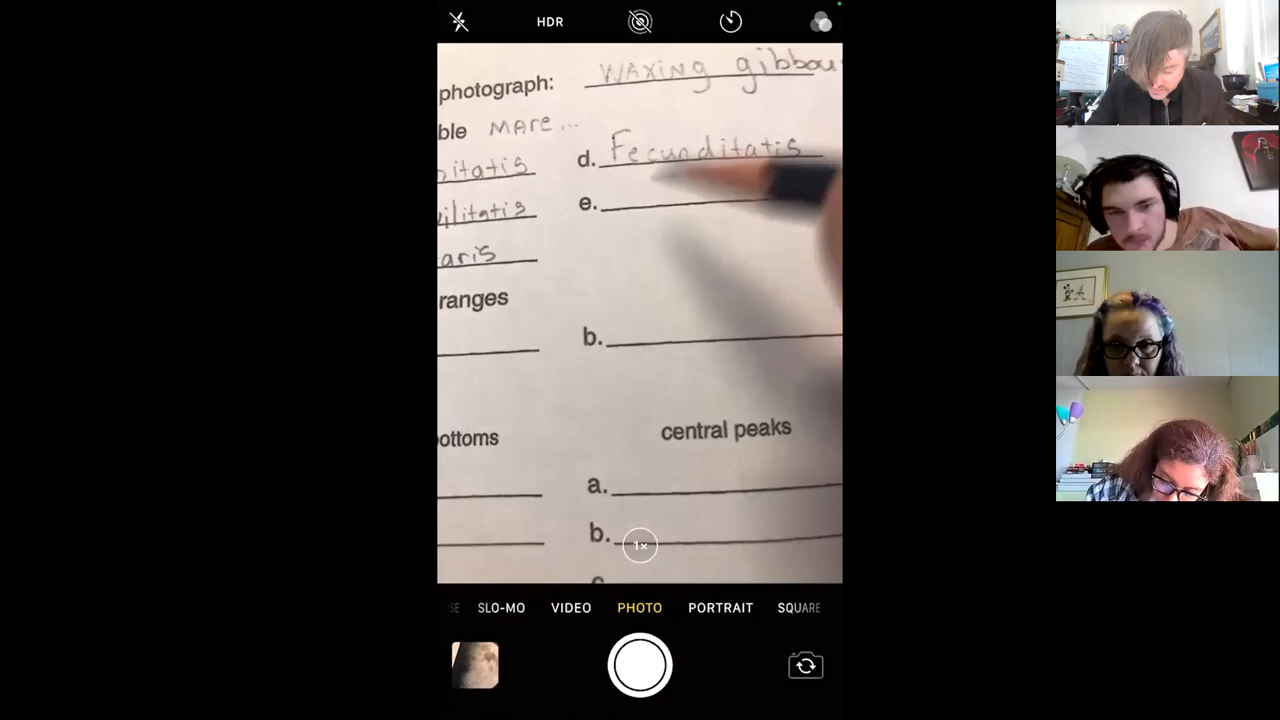 HDR
photograph: WAXING gibbou
ble MARe...
itatis d. Fecunditatis
ilitatis e.
aris
ranges
b.
ottoms central peaks
a.
b.
1x
SLO-MO VIDEO PHOTO PORTRAIT SQUARE